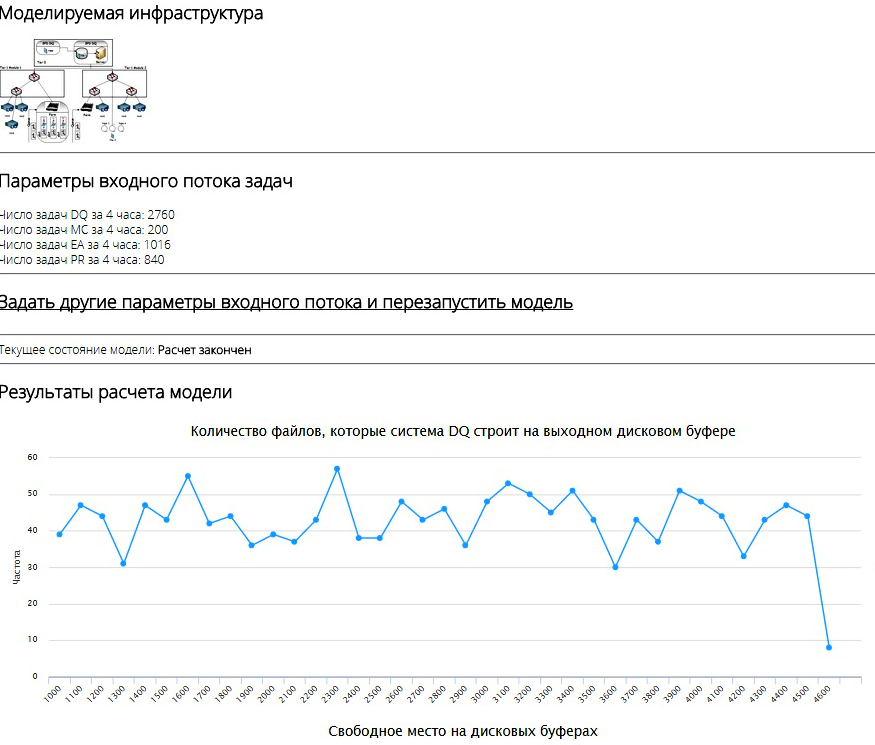 Моделируемая инфраструктура
Параметры входного потока задач
Число задач DQ за 4 часа: 2760
Число задач MC за 4 часа: 200
Число задач EA за 4 часа: 1016
Число задач PR за 4 часа: 840
Задать другие параметры входного потока и перезапустить модель
Текущее состояние модели: Расчет закончен
Результаты расчета модели
Количество файлов, которые система DQ строит на выходном дисковом буфере
60
50
40
30
20
10
0
Частота
1000 1100 1200 1300 1400 1500 1600 1700 1800 1900 2000 2100 2200 2300 2400 2500 2600 2700 2800 2900 3000 3100 3200 3300 3400 3500 3600 3700 3800 3900 4000 4100 4200 4300 4400 4500 4600
Свободное место на дисковых буферах